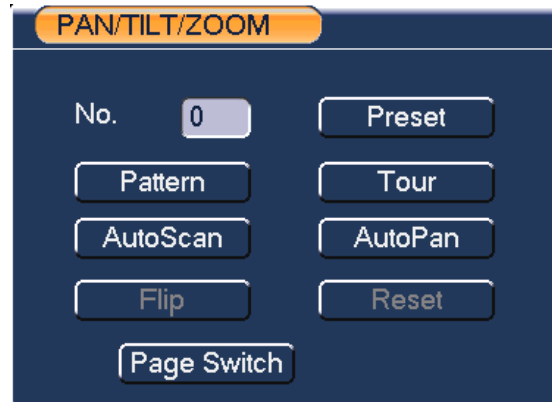 PAN/TILT/ZOOM
No. 0 Preset
Pattern Tour
AutoScan AutoPan
Flip Reset
Page Switch